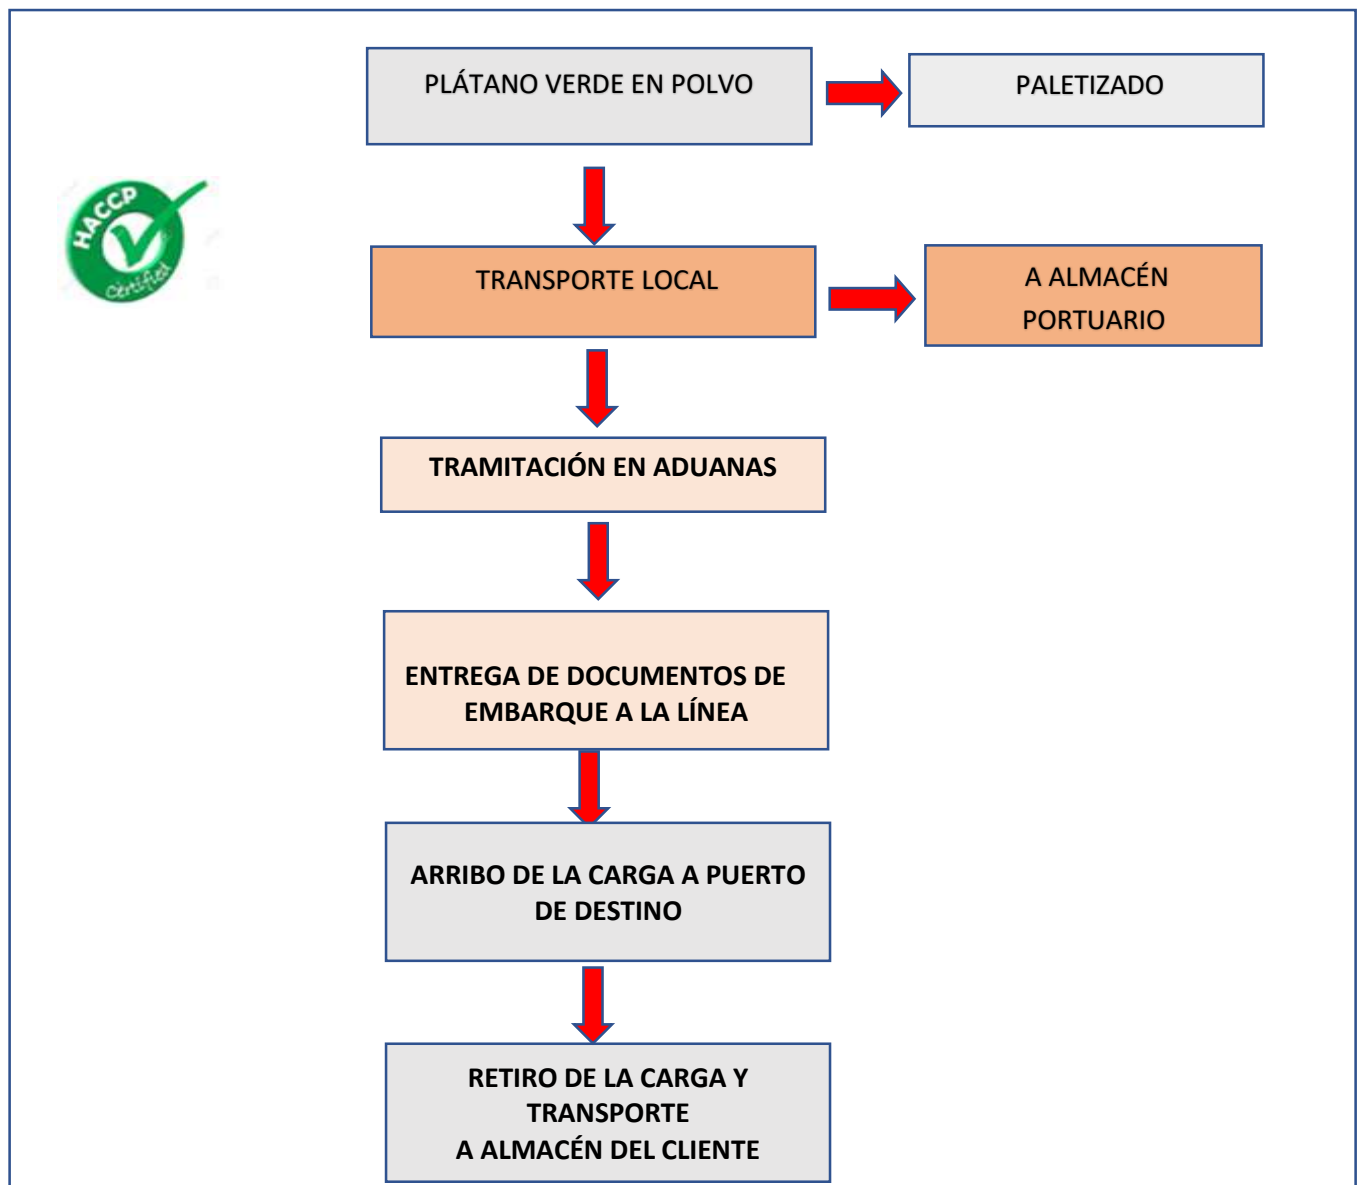 PLÁTANO VERDE EN POLVO
PALETIZADO
HACCP
Certified
TRANSPORTE LOCAL
A ALMACÉN
PORTUARIO
TRAMITACIÓN EN ADUANAS
ENTREGA DE DOCUMENTOS DE
EMBARQUE A LA LÍNEA
ARRIBO DE LA CARGA A PUERTO
DE DESTINO
RETIRO DE LA CARGA Y
TRANSPORTE
A ALMACÉN DEL CLIENTE